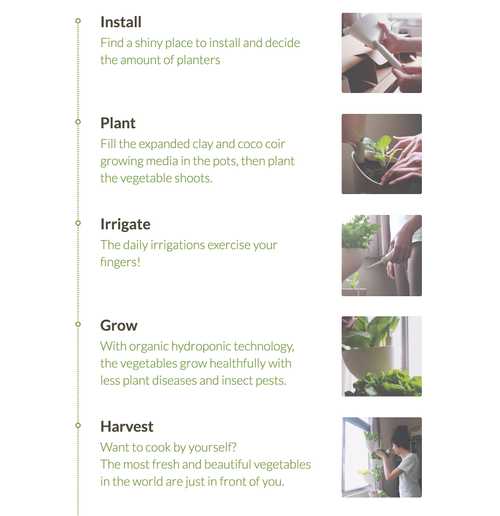 Install
Find a shiny place to install and decide
the amount of planters
Plant
Fill the expanded clay and coco coir
growing media in the pots, then plant
the vegetable shoots.
Irrigate
The daily irrigations exercise your
fingers!
Grow
With organic hydroponic technology,
the vegetables grow healthfully with
less plant diseases and insect pests.
Harvest
Want to cook by yourself?
The most fresh and beautiful vegetables
in the world are just in front of you.